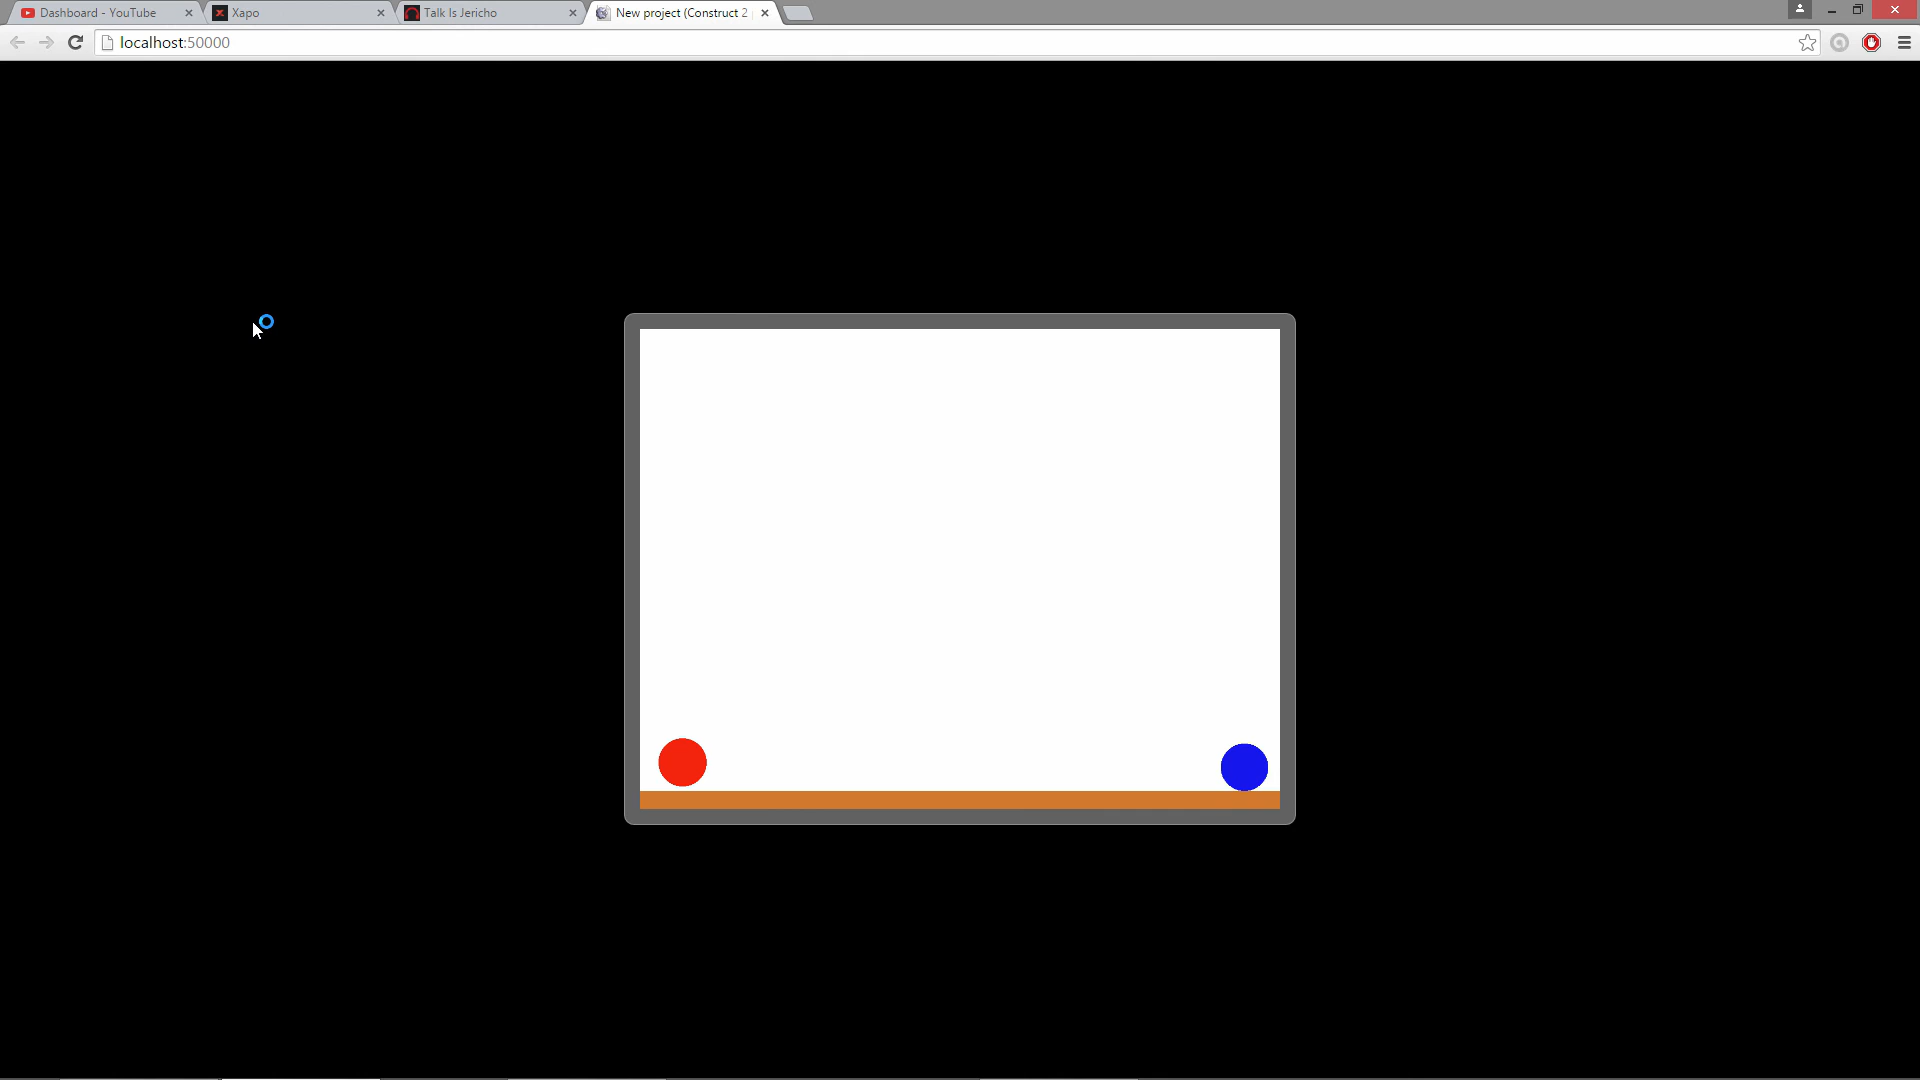 Dashboard - YouTube
Xapo
Talk Is Jericho
New project (Construct 2
localhost:50000